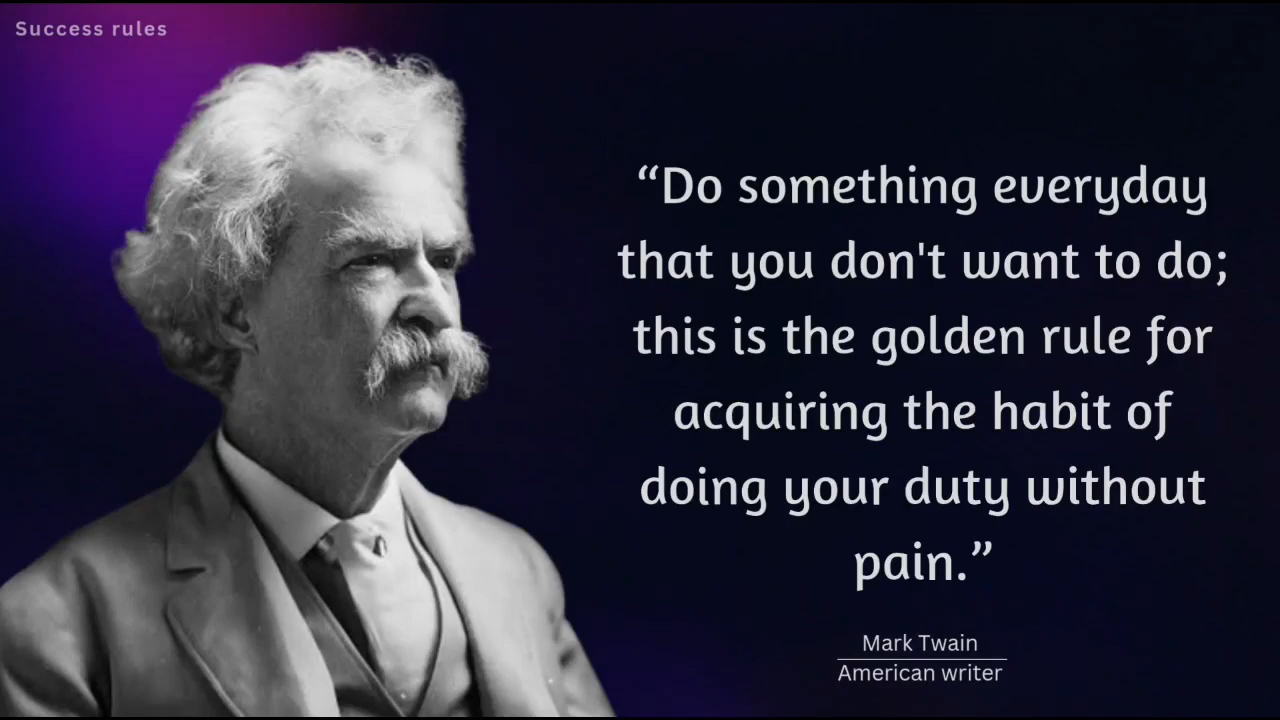 Success rules
“Do something everyday
that you don't want to do;
this is the golden rule for
acquiring the habit of
doing your duty without
pain.”
Mark Twain
American writer